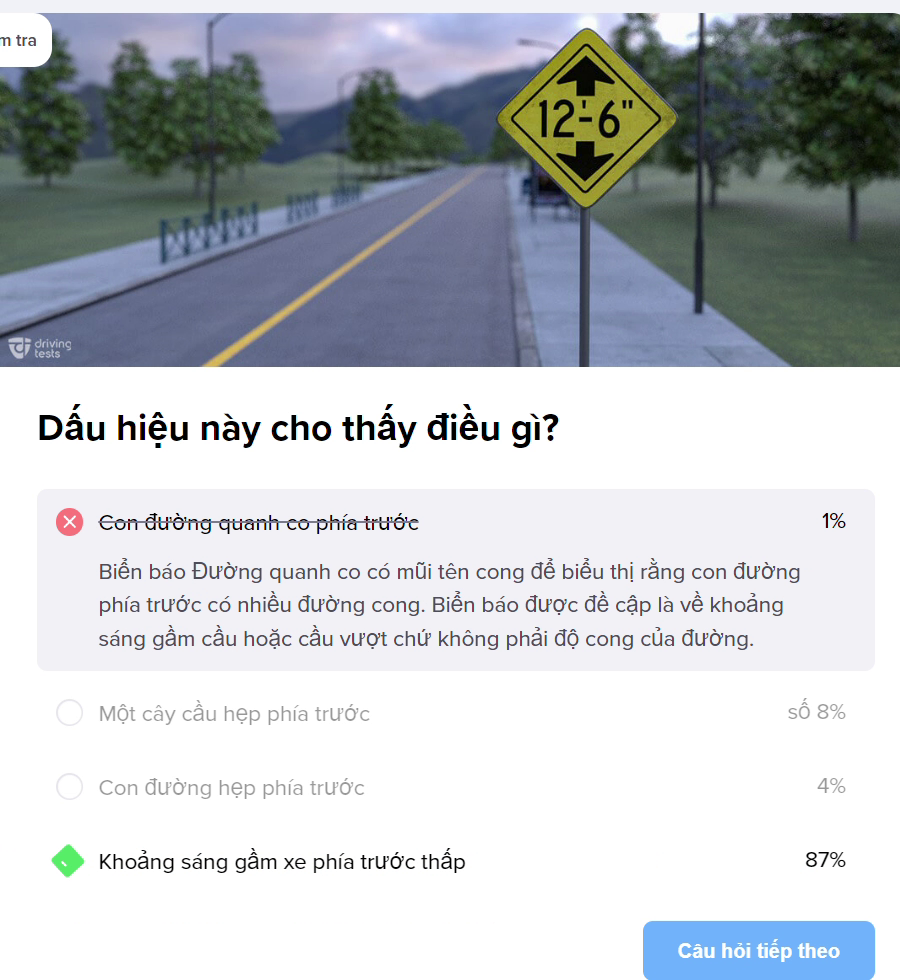 m tra
12'-6"
driving
tests
Dấu hiệu này cho thấy điều gì?
Con đường quanh co phía trước 1%
Biển báo Đường quanh co có mũi tên cong để biểu thị rằng con đường
phía trước có nhiều đường cong. Biển báo được đề cập là về khoảng
sáng gầm cầu hoặc cầu vượt chứ không phải độ cong của đường.
Một cây cầu hẹp phía trước số 8%
Con đường hẹp phía trước 4%
Khoảng sáng gầm xe phía trước thấp 87%
Câu hỏi tiếp theo